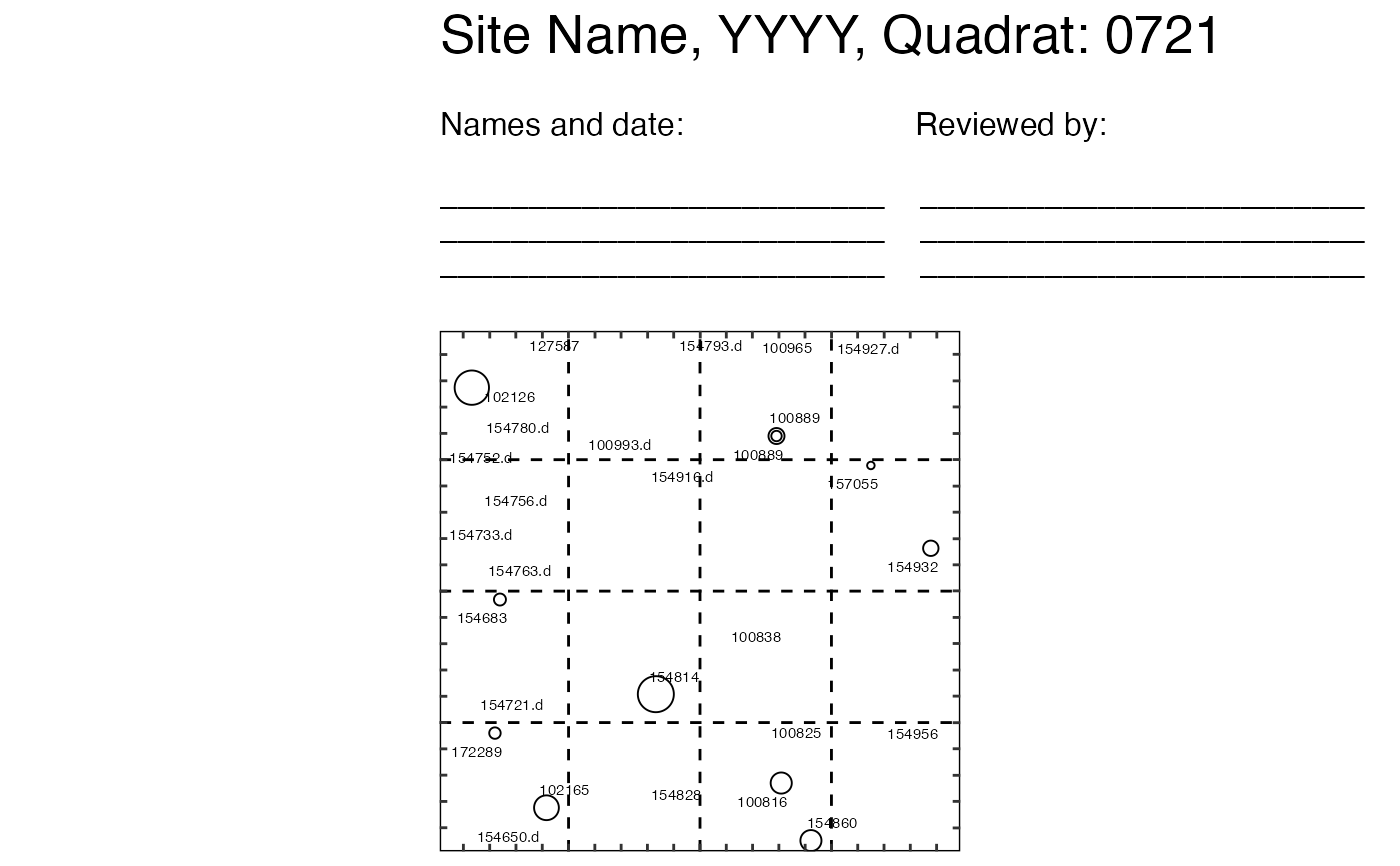 Site Name, YYYY, Quadrat: 0721
Names and date:
Reviewed by:
127587
154793.d
100965
154927.d
102126
100889
154780.d
100993.d
100889
154752.d
154916.d
157055
154756.d
154733.d
154932
154763.d
154683
100838
154814
154721.d
100825
154956
172289
102165
154828
100816
154860
154650.d